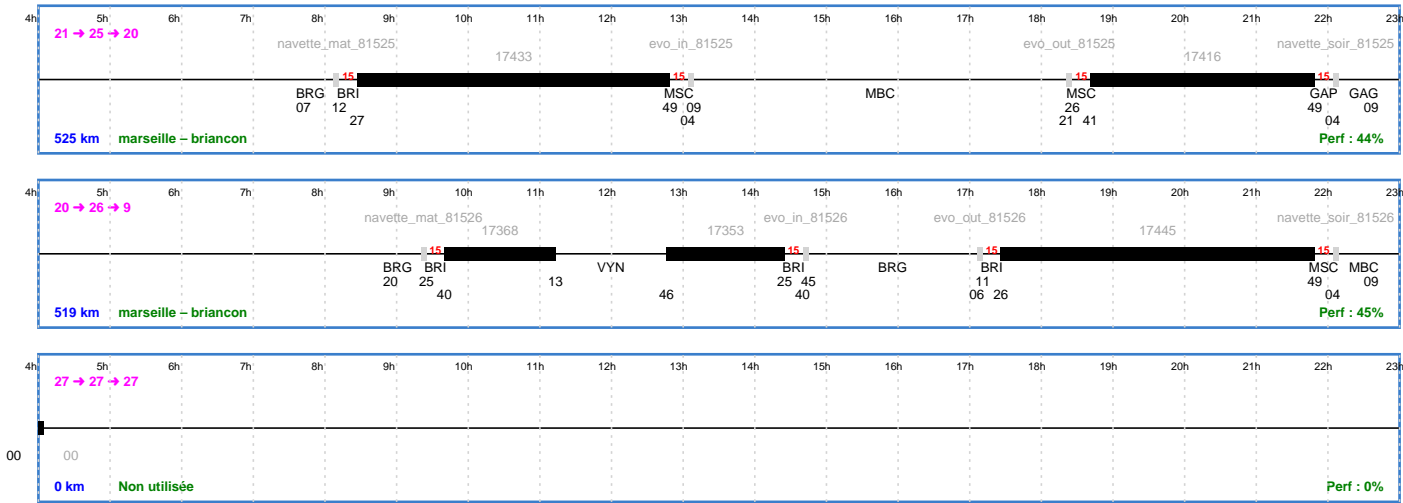 4h 5h 6h 7h 8h 9h 10h 11h 12h 13h 14h 15h 16h 17h 18h 19h 20h 21h 22h 23h
21 → 25 → 20
navette_mat_81525 evo_in_81525 evo_out_81525 navette_soir_81525
17433 17416
15 15 15 15
BRG BRI MSC MBC MSC GAP GAG
07 12 49 09 26 49 09
27 04 21 41 04
525 km marseille – briancon Perf : 44%
4h 5h 6h 7h 8h 9h 10h 11h 12h 13h 14h 15h 16h 17h 18h 19h 20h 21h 22h 23h
20 → 26 → 9
navette_mat_81526 evo_in_81526 evo_out_81526 navette_soir_81526
17368 17353 17445
15 15 15 15
BRG BRI VYN BRI BRG BRI MSC MBC
20 25 13 25 45 11 49 09
40 46 40 06 26 04
519 km marseille – briancon Perf : 45%
4h 5h 6h 7h 8h 9h 10h 11h 12h 13h 14h 15h 16h 17h 18h 19h 20h 21h 22h 23h
27 → 27 → 27
00 00
0 km Non utilisée Perf : 0%